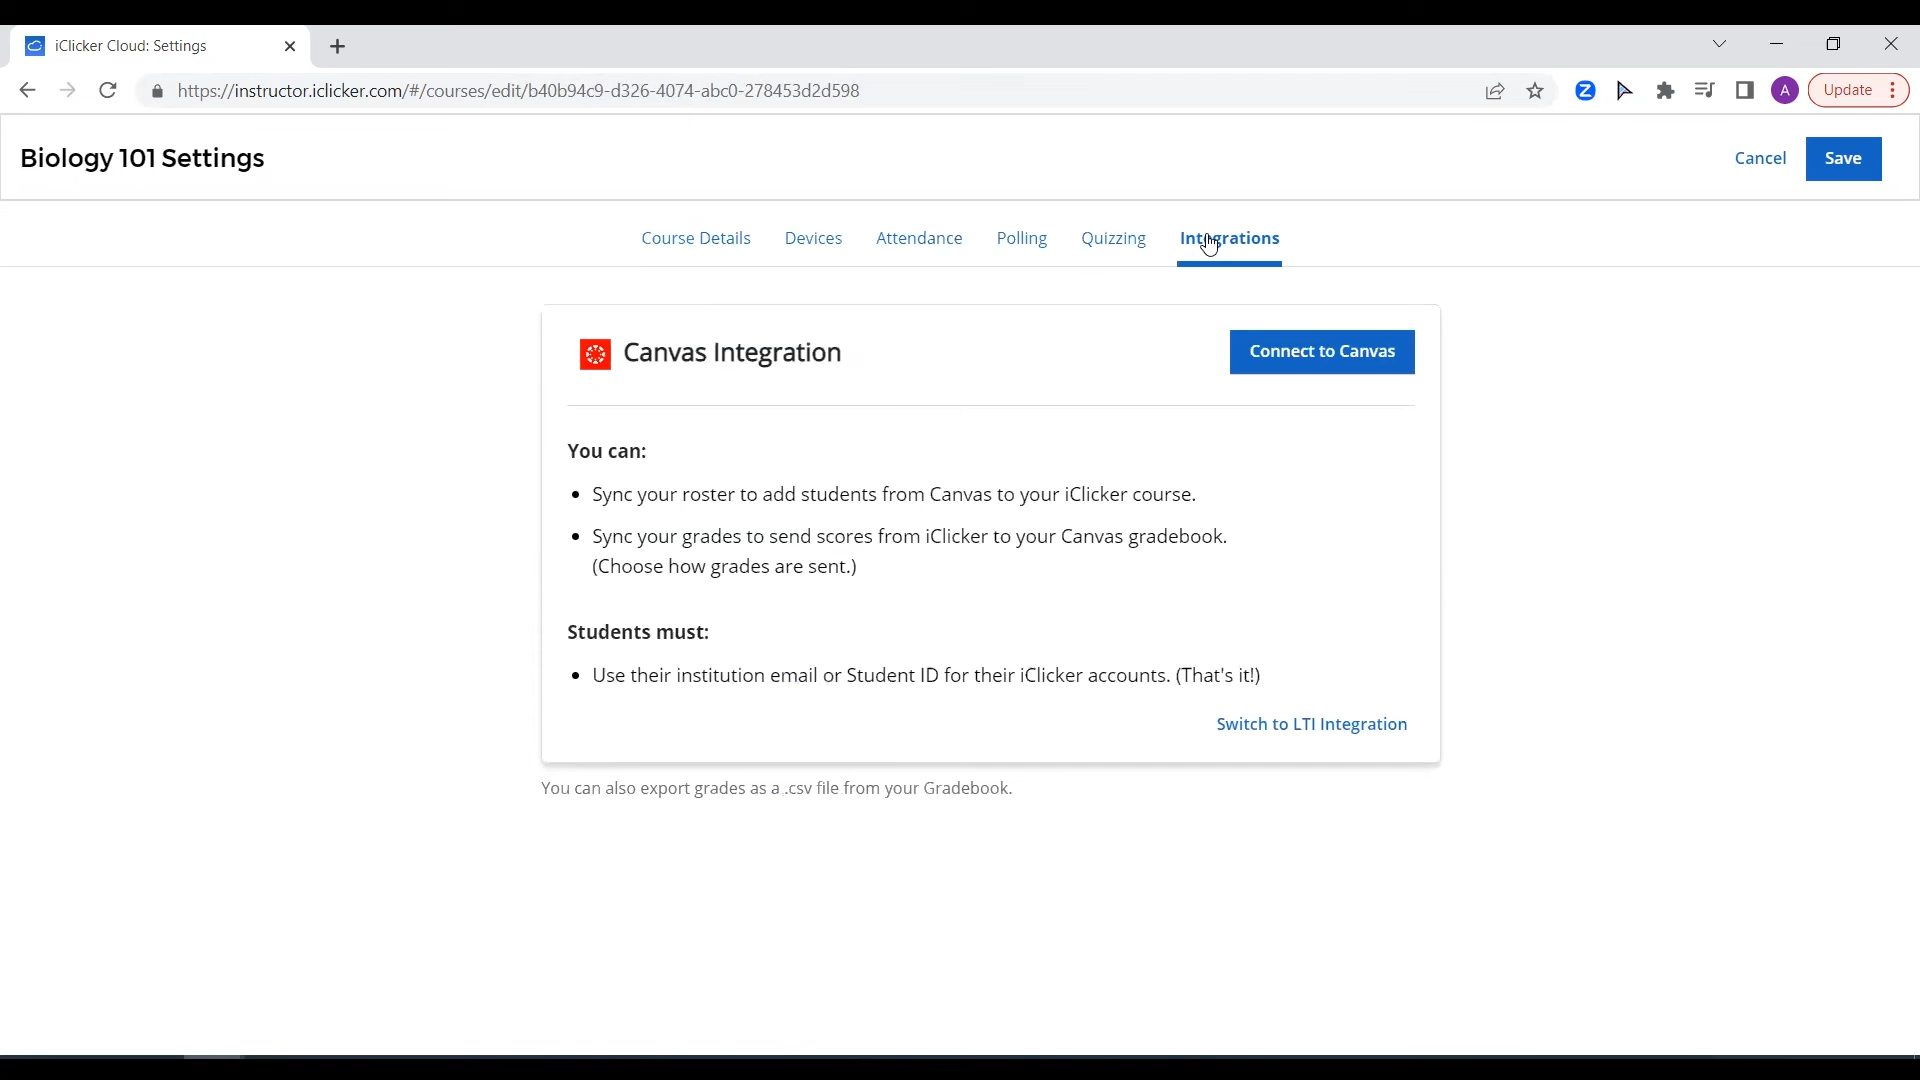 iClicker Cloud: Settings
https://instructor.iclicker.com/#/courses/edit/b40b94c9-d326-4074-abc0-278453d2d598
A
Update
Biology 101 Settings
Cancel
Save
Course Details
Devices
Attendance
Polling
Quizzing
Integrations
Canvas Integration
Connect to Canvas
You can:
• Sync your roster to add students from Canvas to your iClicker course.
• Sync your grades to send scores from iClicker to your Canvas gradebook.
(Choose how grades are sent.)
Students must:
• Use their institution email or Student ID for their iClicker accounts. (That's it!)
Switch to LTI Integration
You can also export grades as a .csv file from your Gradebook.